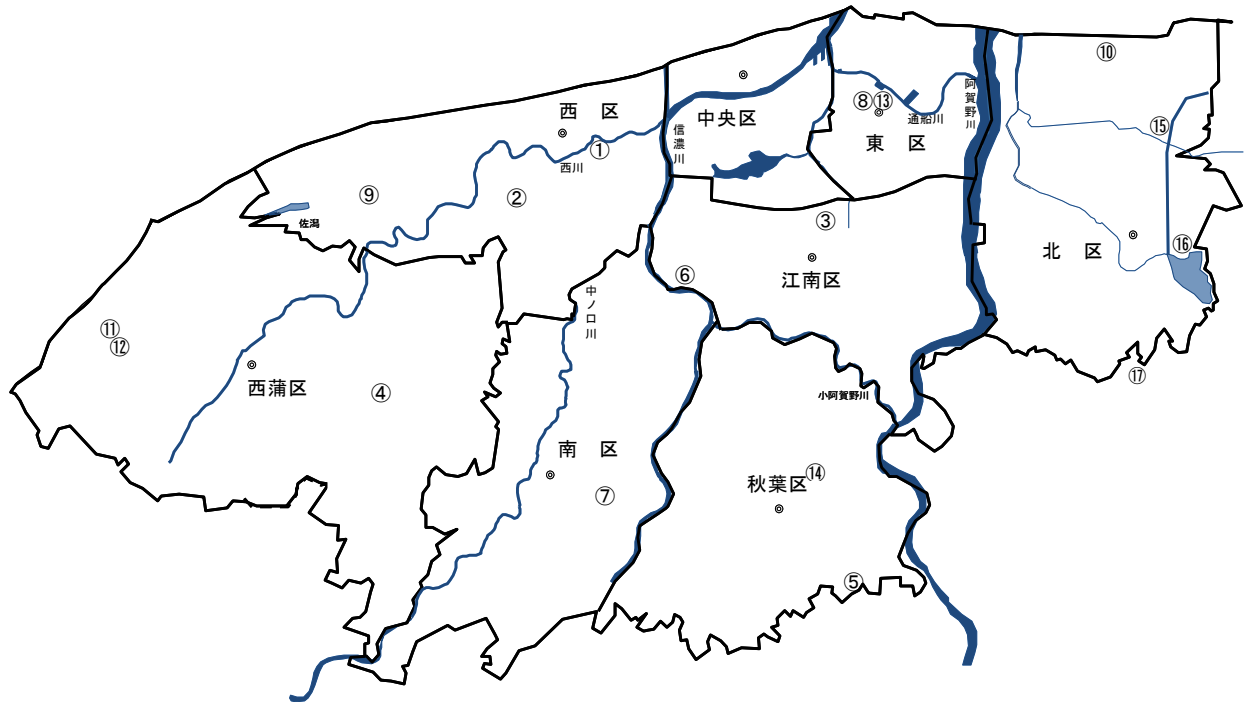 ⑩
阿賀野川
⑧⑬
西 区
中央区
通船川
⑮
信濃川
東 区
①
西川
⑨
②
佐潟
③
⑯
北 区
江南区
⑥
中ノロ川
⑪
⑫
西蒲区
④
小阿賀野川
⑰
南 区
⑭
秋葉区
⑦
⑤